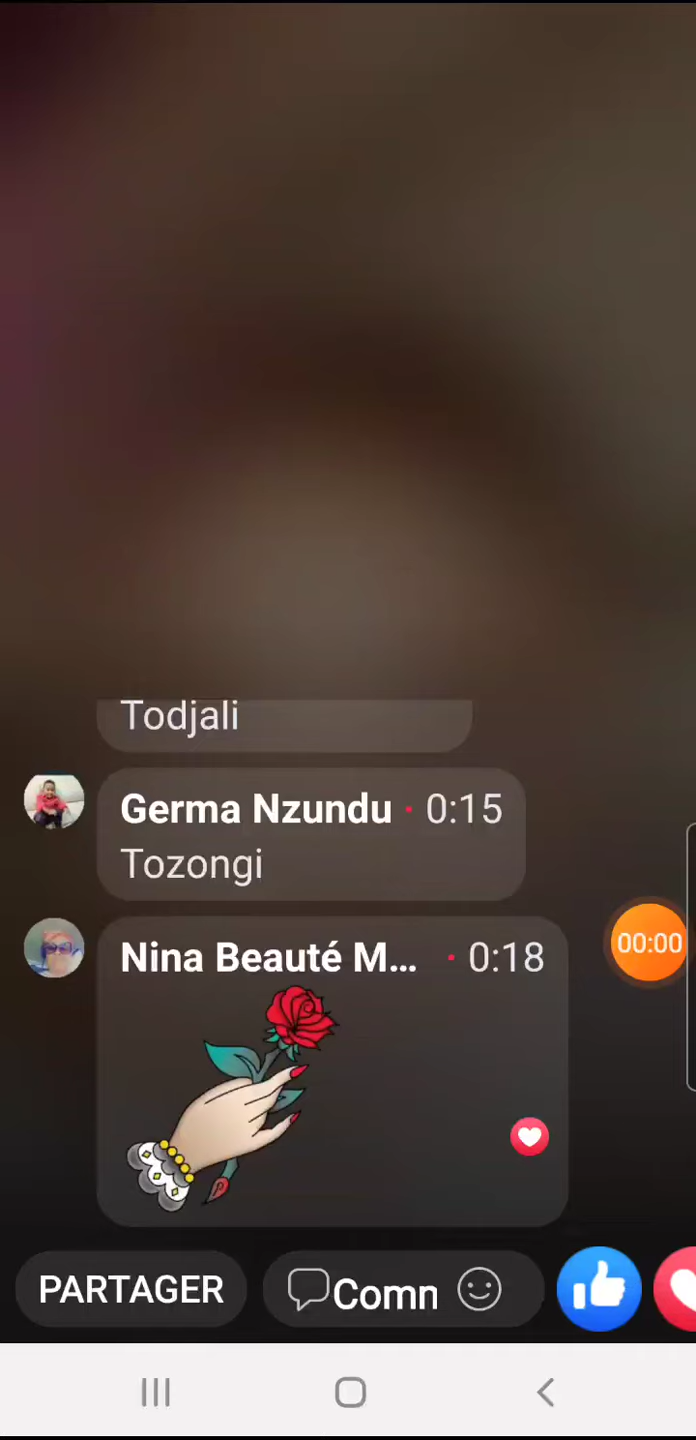 Todjali
Germa Nzundu · 0:15
Tozongi
Nina Beauté M... · 0:18
00:00
PARTAGER
Comn